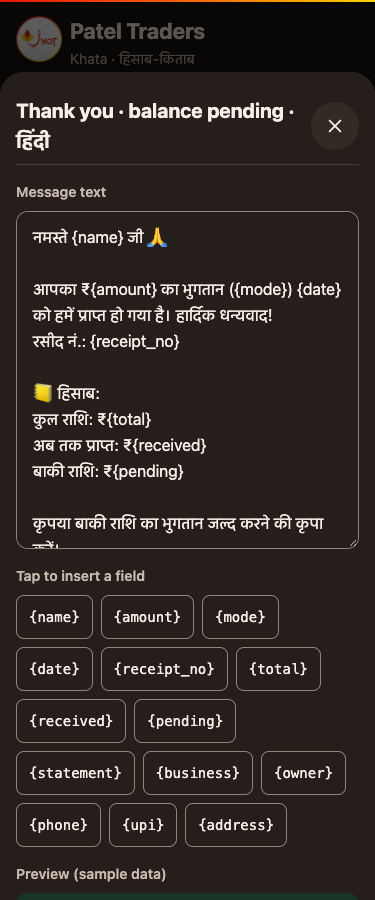 Jyot
Patel Traders
Khata · हिसाब-किताब
Thank you · balance pending ·
हिंदी
Message text
नमस्ते {name} जी 🙏
आपका ₹{amount} का भुगतान ({mode}) {date}
को हमें प्राप्त हो गया है। हार्दिक धन्यवाद!
रसीद नं.: {receipt_no}
📒 हिसाब:
कुल राशि: ₹{total}
अब तक प्राप्त: ₹{received}
बाकी राशि: ₹{pending}
कृपया बाकी राशि का भुगतान जल्द करने की कृपा
करें।
Tap to insert a field
{name} {amount} {mode}
{date} {receipt_no} {total}
{received} {pending}
{statement} {business} {owner}
{phone} {upi} {address}
Preview (sample data)